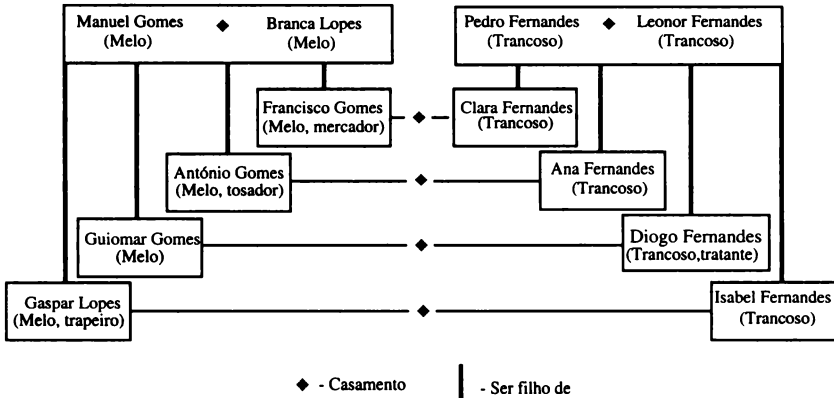 Manuel Gomes ◆ Branca Lopes
(Melo) (Melo)
Pedro Fernandes ◆ Leonor Fernandes
(Trancoso) (Trancoso)
Francisco Gomes
(Melo, mercador)
Clara Fernandes
(Trancoso)
António Gomes
(Melo, tosador)
Ana Fernandes
(Trancoso)
Guiomar Gomes
(Melo)
Diogo Fernandes
(Trancoso,tratante)
Gaspar Lopes
(Melo, trapeiro)
Isabel Fernandes
(Trancoso)
◆ - Casamento
- Ser filho de